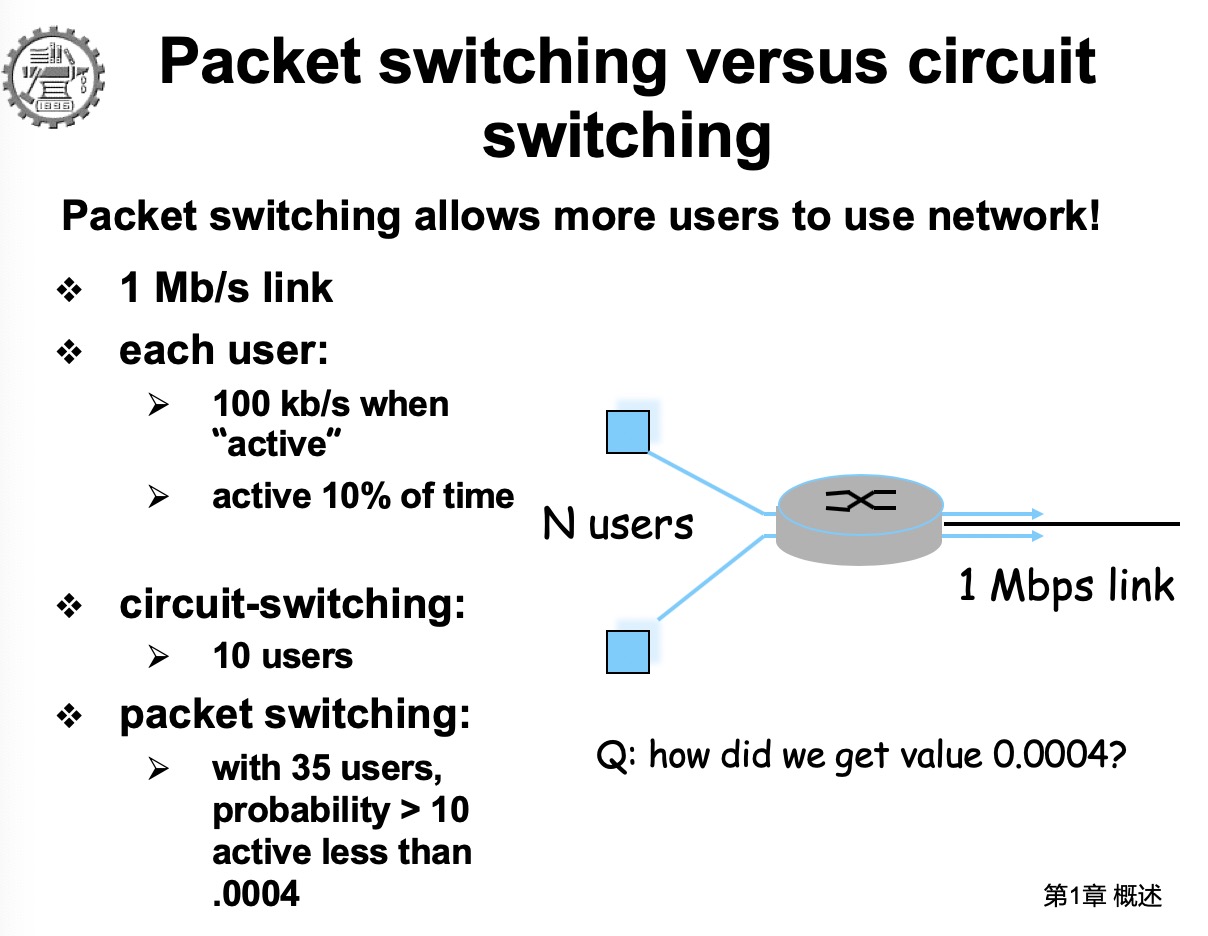 1896
Packet switching versus circuit
switching
Packet switching allows more users to use network!
❖ 1 Mb/s link
❖ each user:
➢ 100 kb/s when
“active”
➢ active 10% of time
❖ circuit-switching:
➢ 10 users
❖ packet switching:
➢ with 35 users,
probability > 10
active less than
.0004
N users
1 Mbps link
Q: how did we get value 0.0004?
第1章 概述